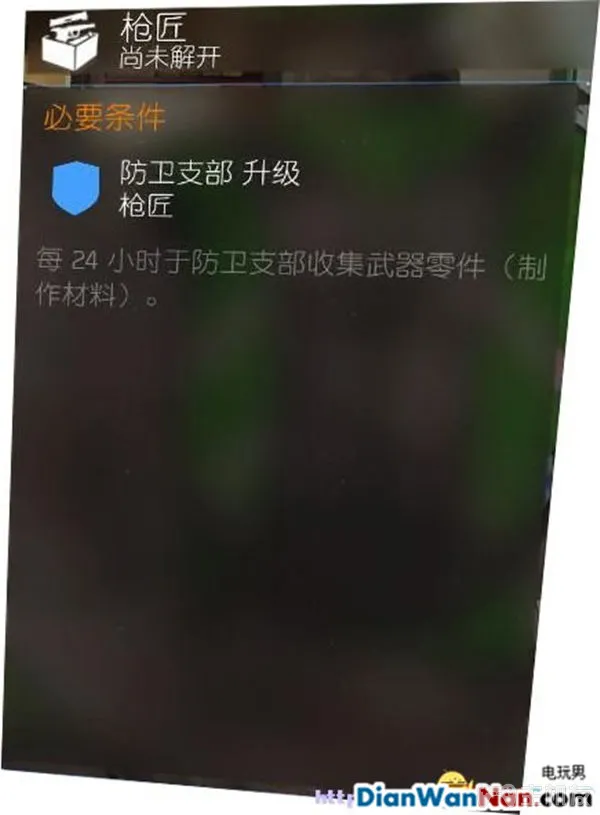 枪匠
尚未解开
必要条件
防卫支部 升级
枪匠
每 24 小时于防卫支部收集武器零件（制
作材料）。
电玩男
DianWanNan.com